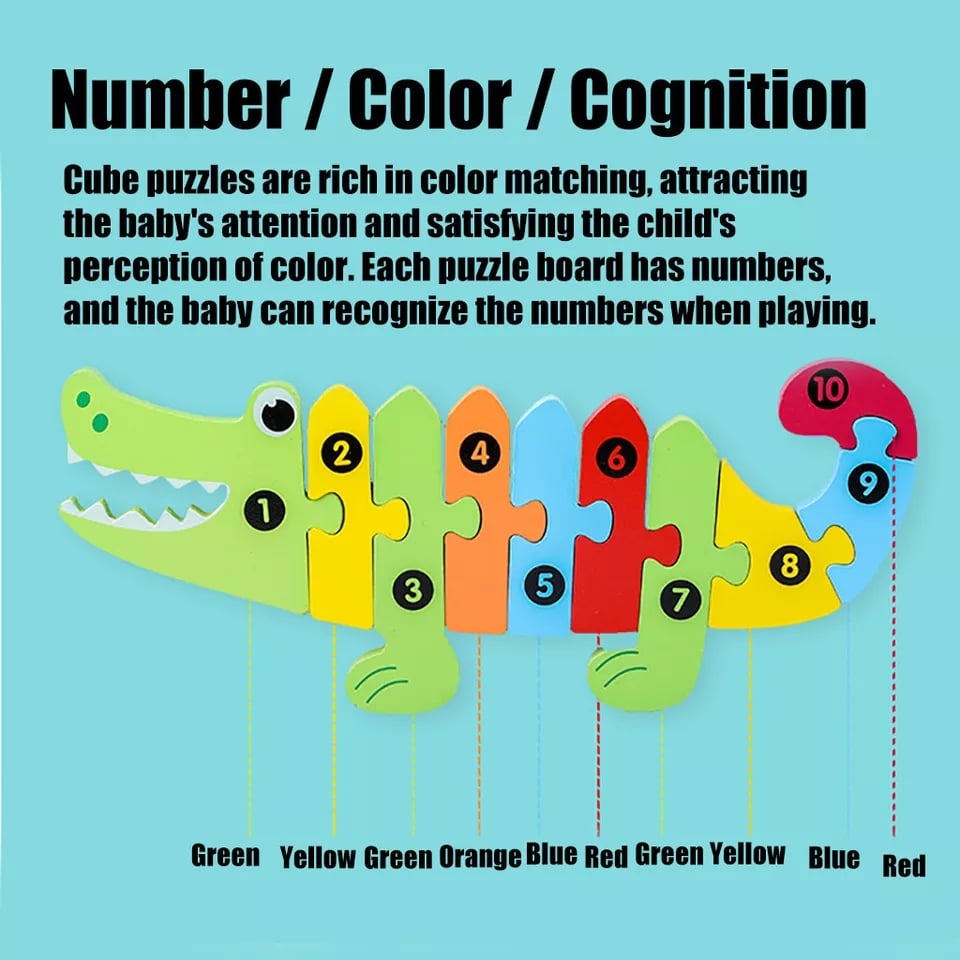 Number / Color / Cognition
Cube puzzles are rich in color matching, attracting
the baby's attention and satisfying the child's
perception of color. Each puzzle board has numbers,
and the baby can recognize the numbers when playing.
1
2
3
4
5
6
7
8
9
10
Green Yellow Green Orange Blue Red Green Yellow Blue Red